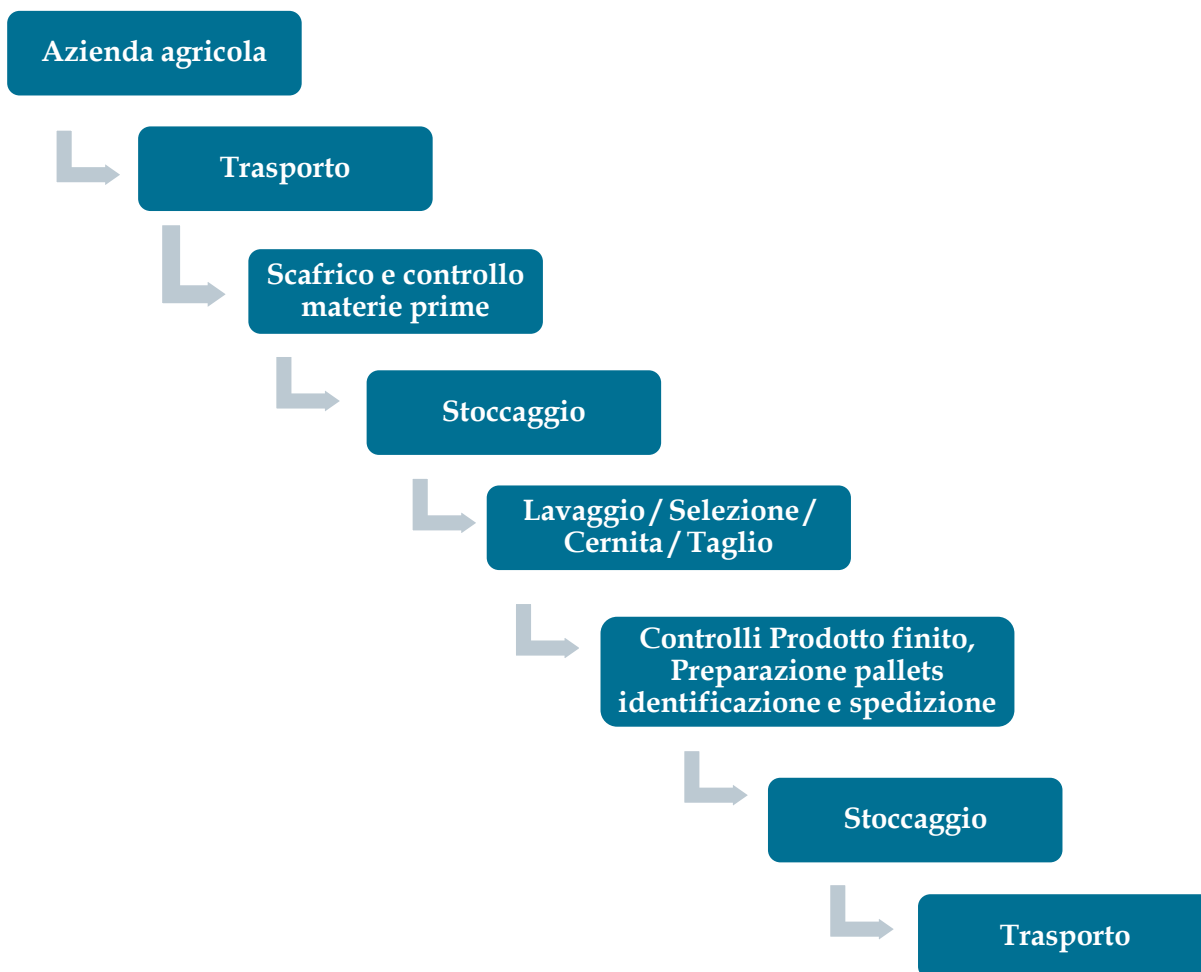 Azienda agricola
Trasporto
Scafrico e controllo
materie prime
Stoccaggio
Lavaggio / Selezione /
Cernita / Taglio
Controlli Prodotto finito,
Preparazione pallets
identificazione e spedizione
Stoccaggio
Trasporto